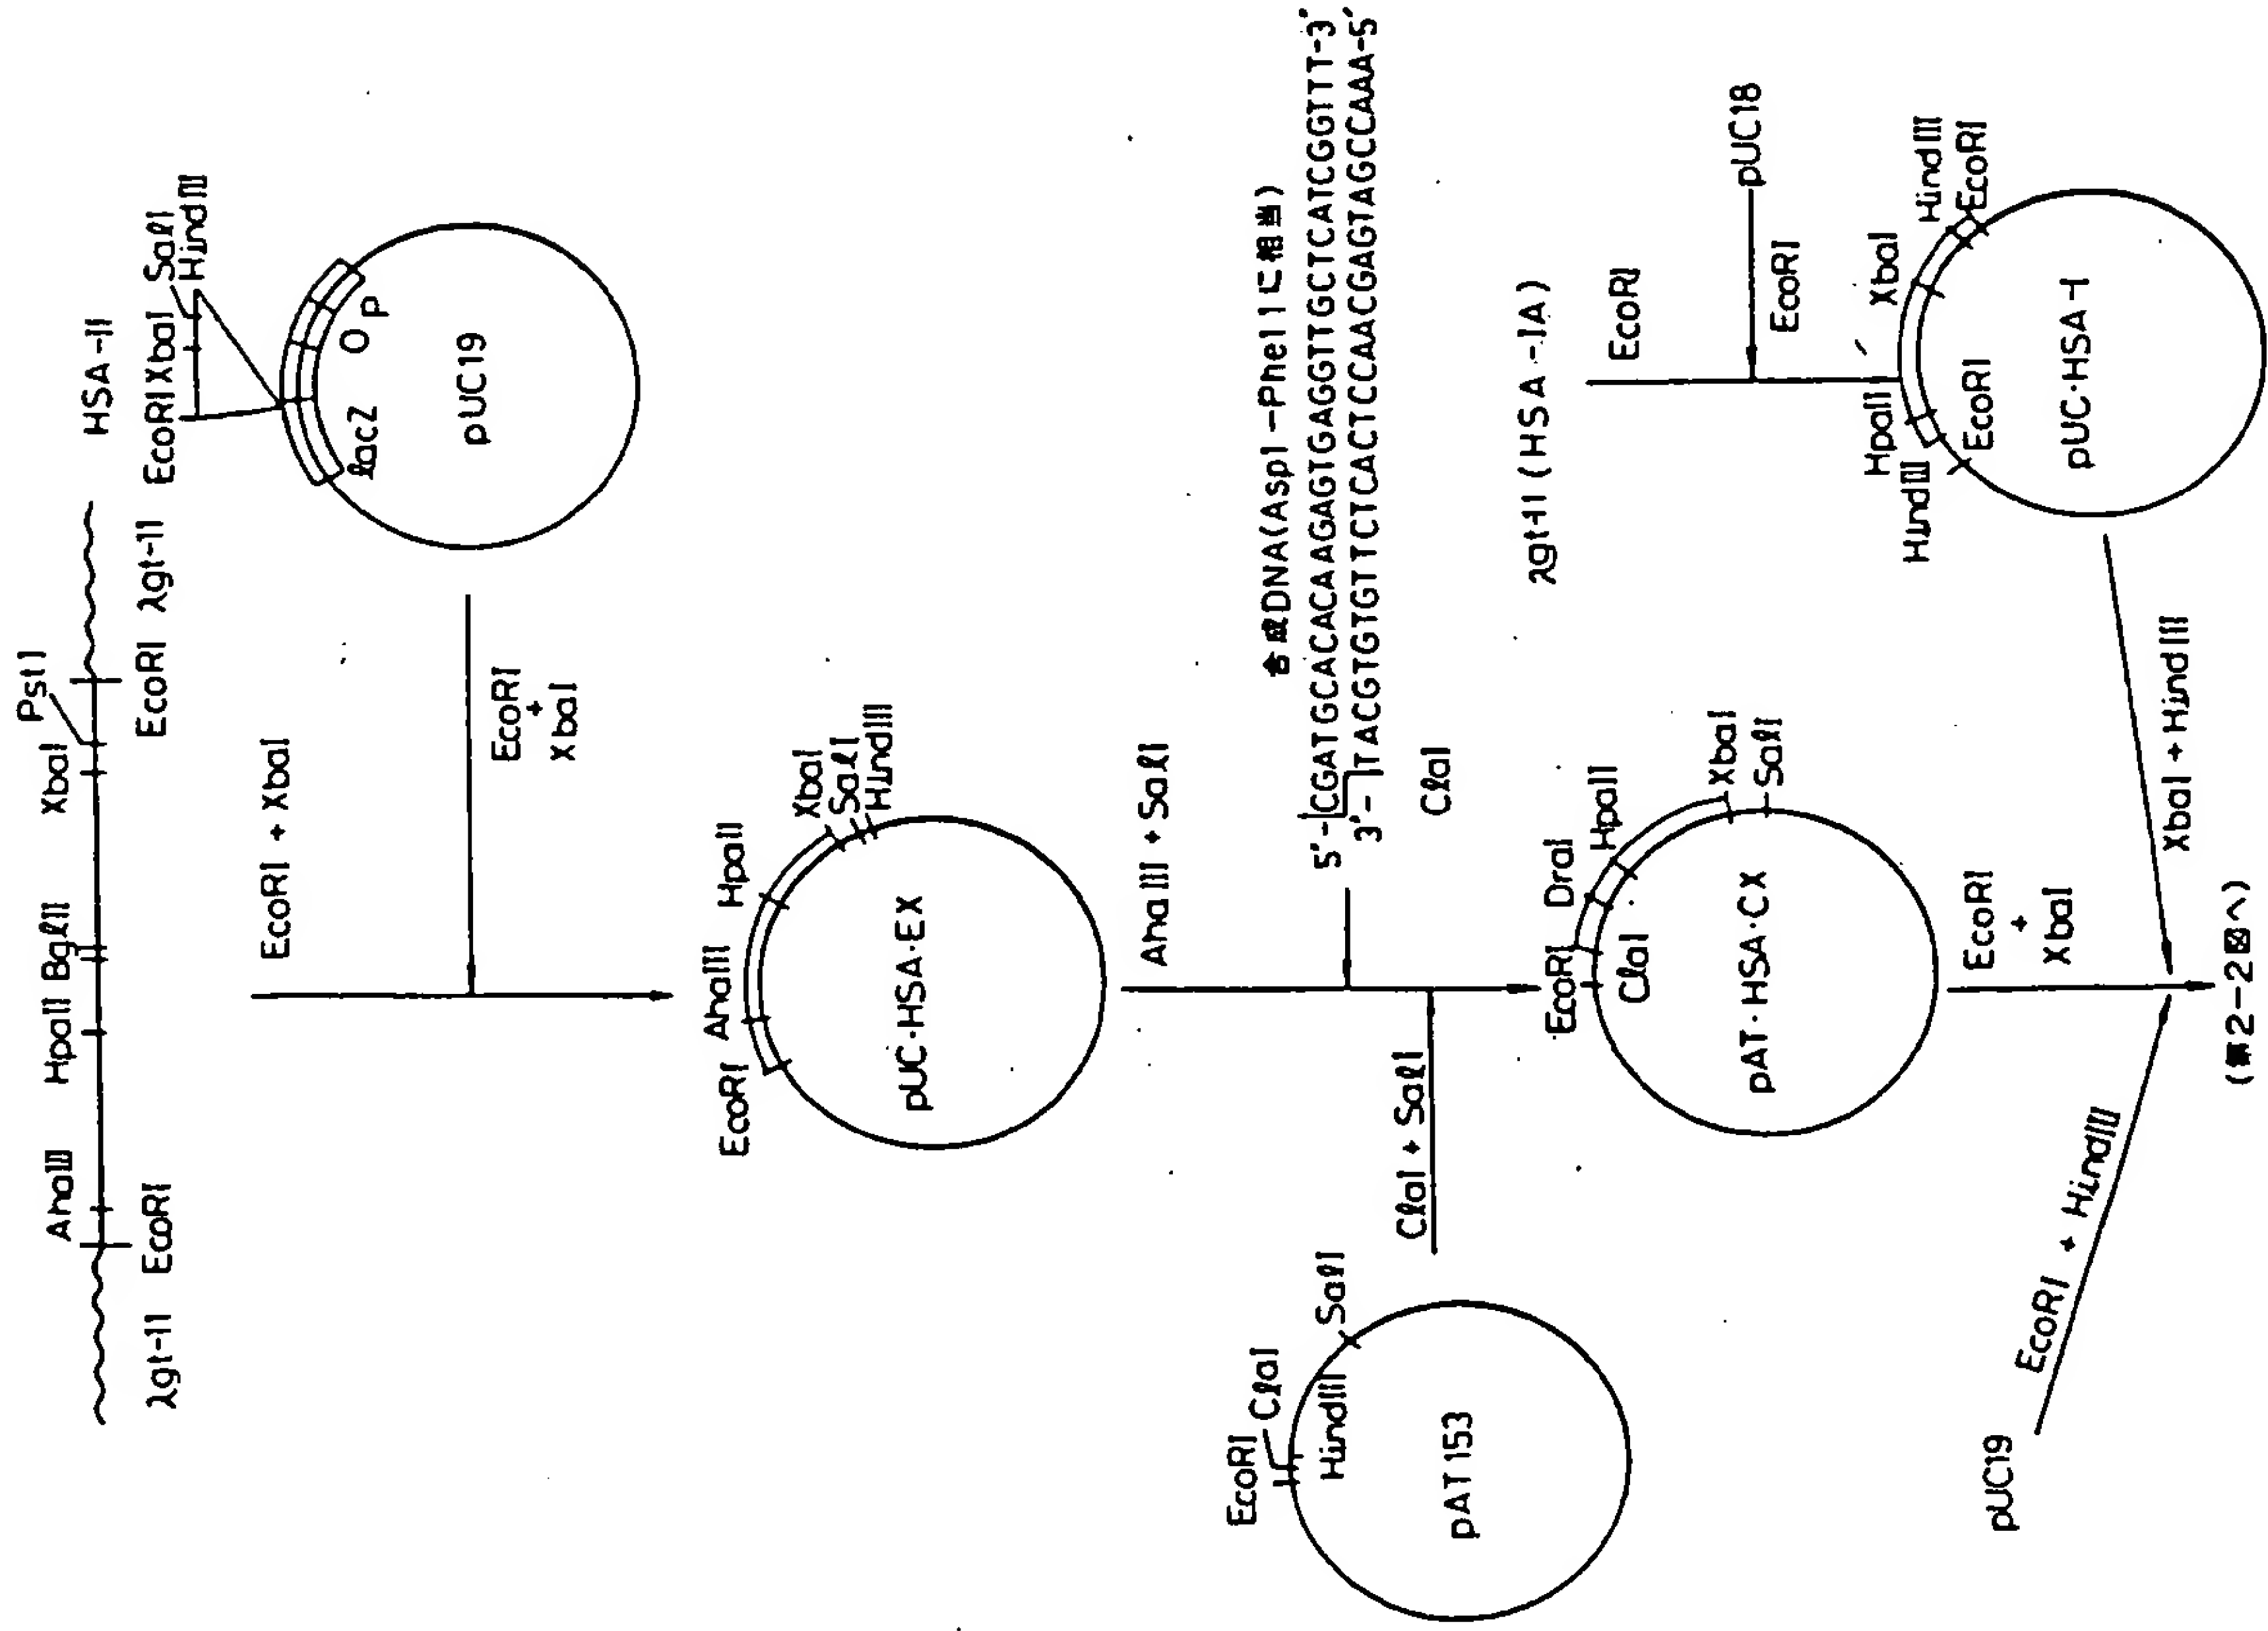 HSA-II
AhaIII HpaII BglII XbaI PstI
λgt-11 EcoRI EcoRI λgt-11
EcoRI XbaI SalI
HindIII
lacZ O P
pUC19
EcoRI + XbaI
EcoRI
+
XbaI
EcoRI AhaIII HpaII XbaI
SalI
HindIII
pUC·HSA·EX
AhaIII + SalI
合成DNA(Asp1-Phe11に相当)
5'-CGATGCACACAAGAGTGAGGTTGCTCATCGGTTT-3'
3'-TACGTGTGTTCTCACTCCAACGAGTAGCCAAA-5'
ClaI
EcoRI ClaI
HindIII SalI
pAT153
ClaI + SalI
EcoRI DraI HpaII
ClaI XbaI
SalI
pAT·HSA·CX
λgt-11 (HSA-IA)
EcoRI
pUC18
EcoRI
HpaII XbaI
HindIII HindIII
EcoRI EcoRI
pUC·HSA-I
EcoRI
+
XbaI
XbaI + HindIII
pUC19
EcoRI + HindIII
(第2-2図へ)